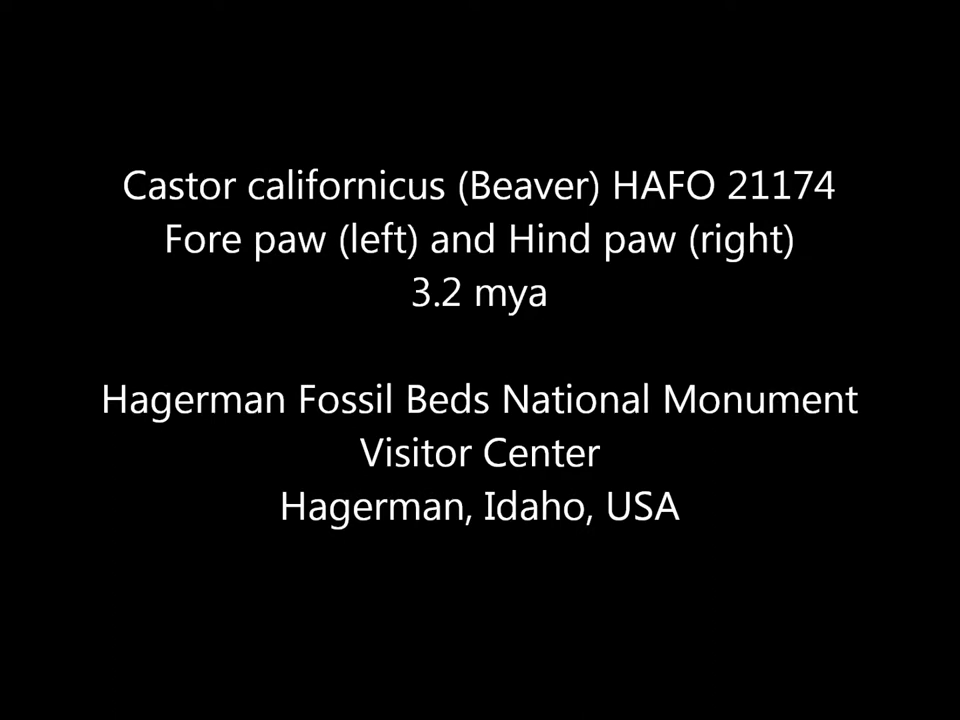 Castor californicus (Beaver) HAFO 21174
Fore paw (left) and Hind paw (right)
3.2 mya
Hagerman Fossil Beds National Monument
Visitor Center
Hagerman, Idaho, USA